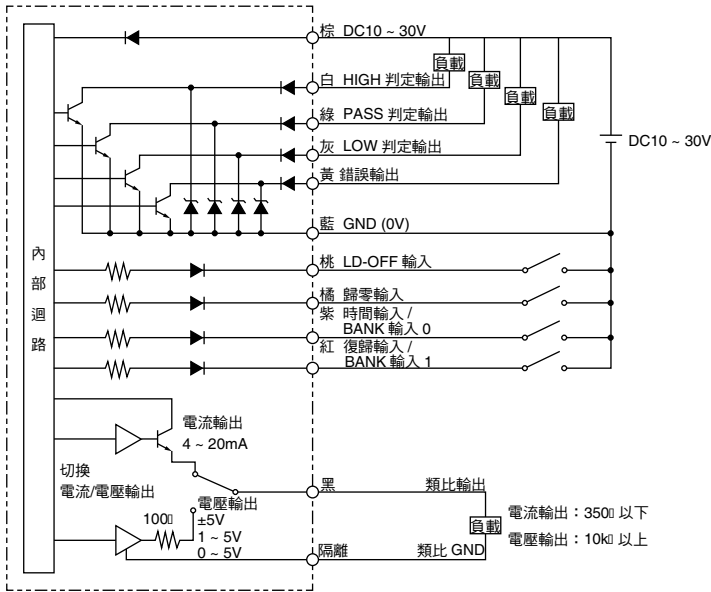 棕 DC10 ~ 30V
負載
白 HIGH 判定輸出
負載
綠 PASS 判定輸出
負載
灰 LOW 判定輸出
負載
黃 錯誤輸出
DC10 ~ 30V
藍 GND (0V)
內部迴路
桃 LD-OFF 輸入
橘 歸零輸入
紫 時間輸入 /
BANK 輸入 0
紅 復歸輸入 /
BANK 輸入 1
電流輸出
4 ~ 20mA
切換
電流/電壓輸出
黑 類比輸出
電壓輸出
±5V
1 ~ 5V
0 ~ 5V
100▯
負載
電流輸出：350▯ 以下
電壓輸出：10k▯ 以上
隔離 類比 GND